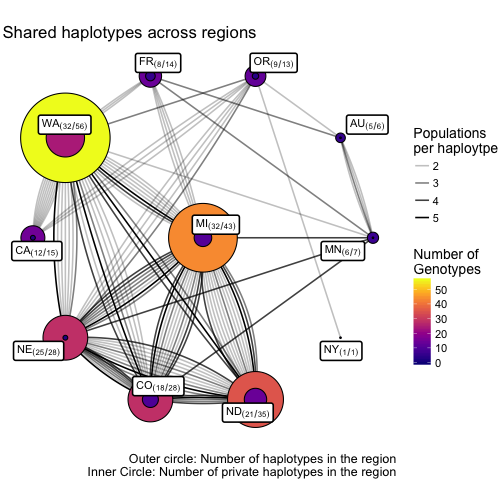 Shared haplotypes across regions
FR(8/14)
OR(9/13)
WA(32/56)
AU(5/6)
MI(32/43)
CA(12/15)
MN(6/7)
NE(25/28)
NY(1/1)
CO(18/28)
ND(21/35)
Populations
per haploytpe
2
3
4
5
Number of
Genotypes
50
40
30
20
10
0
Outer circle: Number of haplotypes in the region
Inner Circle: Number of private haplotypes in the region